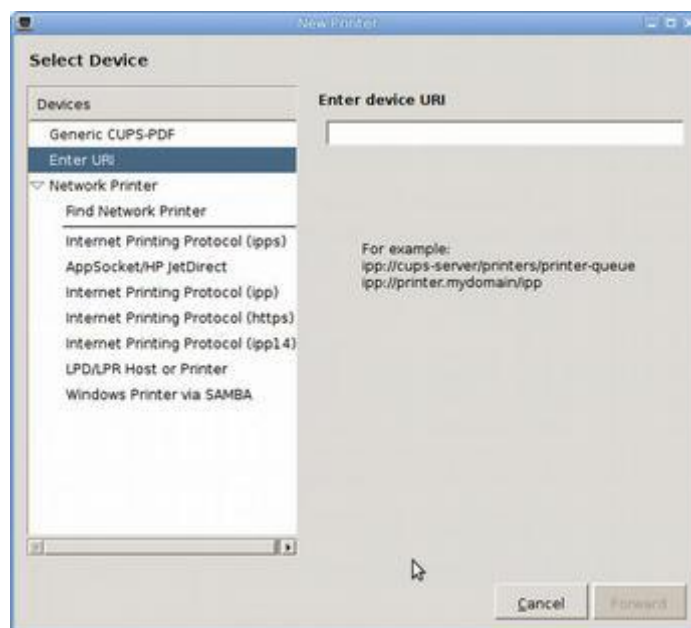 New Printer
Select Device
Devices
Generic CUPS-PDF
Enter URI
Network Printer
Find Network Printer
Internet Printing Protocol (ipps)
AppSocket/HP JetDirect
Internet Printing Protocol (ipp)
Internet Printing Protocol (https)
Internet Printing Protocol (ipp14)
LPD/LPR Host or Printer
Windows Printer via SAMBA
Enter device URI
For example:
ipp://cups-server/printers/printer-queue
ipp://printer.mydomain/ipp
Cancel
Forward